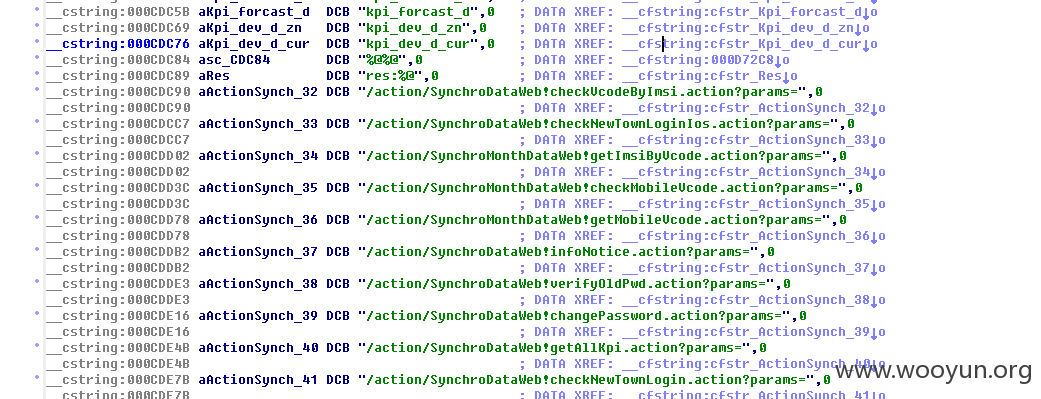 __cstring:000CDC5B aKpi_forcast_d DCB "kpi_forcast_d",0 ; DATA XREF: __cfstring:cfstr_Kpi_forcast_d↓o
__cstring:000CDC69 aKpi_dev_d_zn DCB "kpi_dev_d_zn",0 ; DATA XREF: __cfstring:cfstr_Kpi_dev_d_zn↓o
__cstring:000CDC76 aKpi_dev_d_cur DCB "kpi_dev_d_cur",0 ; DATA XREF: __cfstring:cfstr_Kpi_dev_d_cur↓o
__cstring:000CDC84 asc_CDC84 DCB "%@%@",0 ; DATA XREF: __cfstring:000D72C8↓o
__cstring:000CDC89 aRes DCB "res:%@",0 ; DATA XREF: __cfstring:cfstr_Res↓o
__cstring:000CDC90 aActionSynch_32 DCB "/action/SynchroDataWeb!checkVcodeByImsi.action?params=",0
__cstring:000CDC90 ; DATA XREF: __cfstring:cfstr_ActionSynch_32↓o
__cstring:000CDCC7 aActionSynch_33 DCB "/action/SynchroDataWeb!checkNewTownLoginIos.action?params=",0
__cstring:000CDCC7 ; DATA XREF: __cfstring:cfstr_ActionSynch_33↓o
__cstring:000CDD02 aActionSynch_34 DCB "/action/SynchroMonthDataWeb!getImsiByVcode.action?params=",0
__cstring:000CDD02 ; DATA XREF: __cfstring:cfstr_ActionSynch_34↓o
__cstring:000CDD3C aActionSynch_35 DCB "/action/SynchroMonthDataWeb!checkMobileVcode.action?params=",0
__cstring:000CDD3C ; DATA XREF: __cfstring:cfstr_ActionSynch_35↓o
__cstring:000CDD78 aActionSynch_36 DCB "/action/SynchroMonthDataWeb!getMobileVcode.action?params=",0
__cstring:000CDD78 ; DATA XREF: __cfstring:cfstr_ActionSynch_36↓o
__cstring:000CDDB2 aActionSynch_37 DCB "/action/SynchroDataWeb!infoNotice.action?params=",0
__cstring:000CDDB2 ; DATA XREF: __cfstring:cfstr_ActionSynch_37↓o
__cstring:000CDDE3 aActionSynch_38 DCB "/action/SynchroDataWeb!verifyOldPwd.action?params=",0
__cstring:000CDDE3 ; DATA XREF: __cfstring:cfstr_ActionSynch_38↓o
__cstring:000CDE16 aActionSynch_39 DCB "/action/SynchroDataWeb!changePassword.action?params=",0
__cstring:000CDE16 ; DATA XREF: __cfstring:cfstr_ActionSynch_39↓o
__cstring:000CDE4B aActionSynch_40 DCB "/action/SynchroDataWeb!getAllKpi.action?params=",0
__cstring:000CDE4B ; DATA XREF: __cfstring:cfstr_ActionSynch_40↓o
__cstring:000CDE7B aActionSynch_41 DCB "/action/SynchroDataWeb!checkNewTownLogin.action?params=",0
__cstring:000CDE7B ; DATA XREF: __cfstring:cfstr_ActionSynch_41↓o
www.wooyun.org